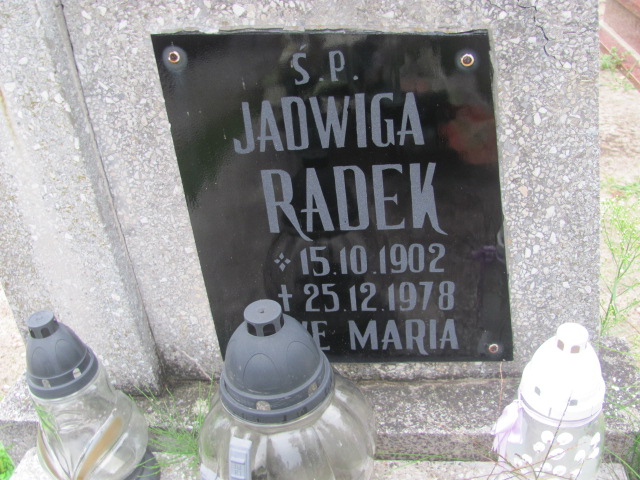 Ś.P.
JADWIGA
RADEK
15.10.1902
25.12.1978
MARIA